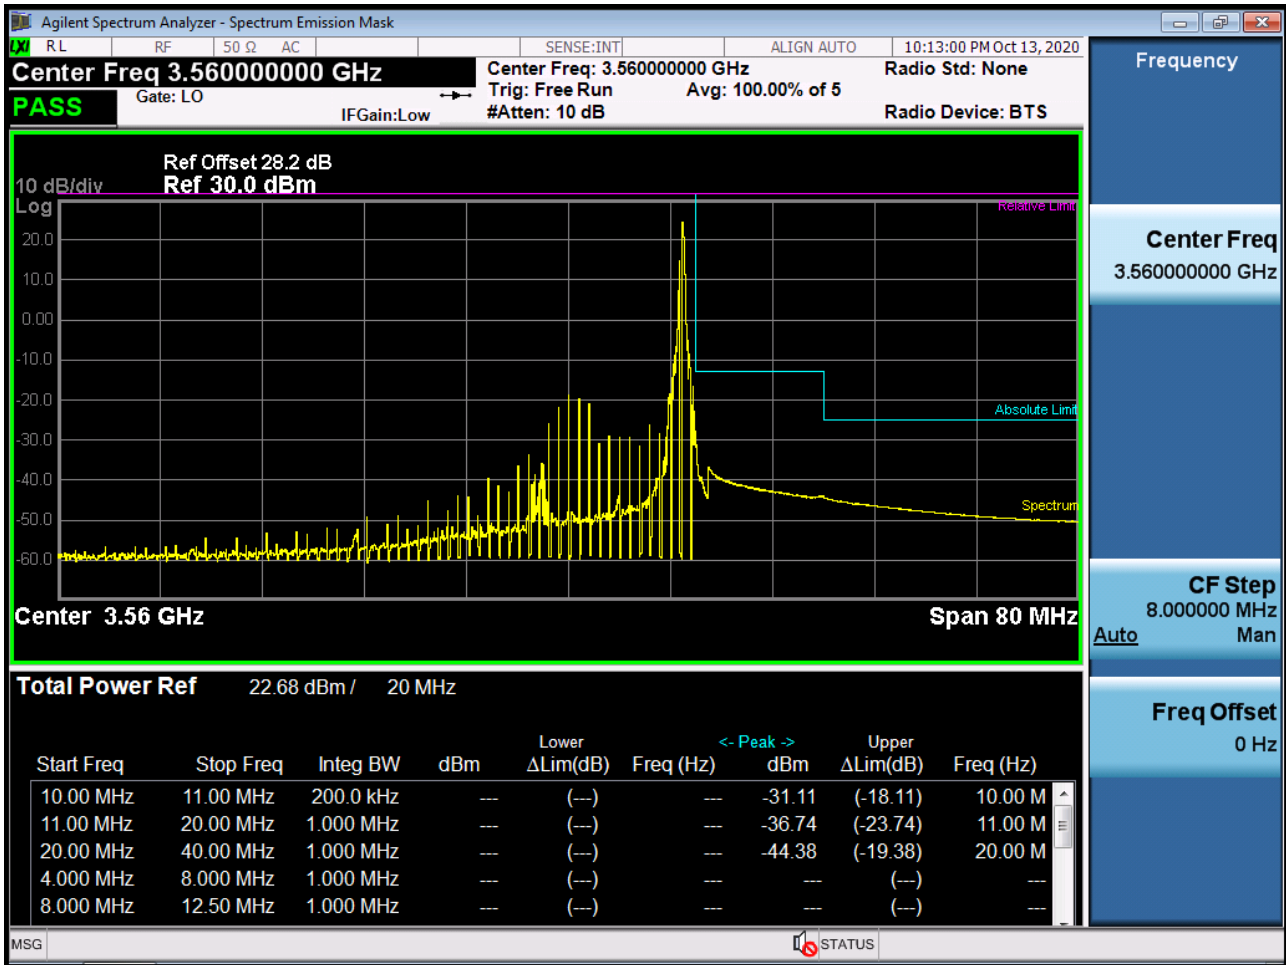 Agilent Spectrum Analyzer - Spectrum Emission Mask
LXI RL RF 50 Ω AC SENSE:INT ALIGN AUTO 10:13:00 PM Oct 13, 2020
Center Freq 3.560000000 GHz
Center Freq: 3.560000000 GHz
Radio Std: None
Gate: LO
Trig: Free Run
Avg: 100.00% of 5
PASS
IFGain:Low
#Atten: 10 dB
Radio Device: BTS
Ref Offset 28.2 dB
10 dB/div Ref 30.0 dBm
Log
Relative Limit
20.0
10.0
0.00
-10.0
-20.0
Absolute Limit
-30.0
-40.0
Spectrum
-50.0
-60.0
Center 3.56 GHz Span 80 MHz
Total Power Ref 22.68 dBm / 20 MHz
Lower <- Peak -> Upper
Start Freq Stop Freq Integ BW dBm ΔLim(dB) Freq (Hz) dBm ΔLim(dB) Freq (Hz)
10.00 MHz 11.00 MHz 200.0 kHz --- (---) --- -31.11 (-18.11) 10.00 M
11.00 MHz 20.00 MHz 1.000 MHz --- (---) --- -36.74 (-23.74) 11.00 M
20.00 MHz 40.00 MHz 1.000 MHz --- (---) --- -44.38 (-19.38) 20.00 M
4.000 MHz 8.000 MHz 1.000 MHz --- (---) --- --- (---) ---
8.000 MHz 12.50 MHz 1.000 MHz --- (---) --- --- (---) ---
MSG STATUS
Frequency
Center Freq
3.560000000 GHz
CF Step
8.000000 MHz
Auto Man
Freq Offset
0 Hz